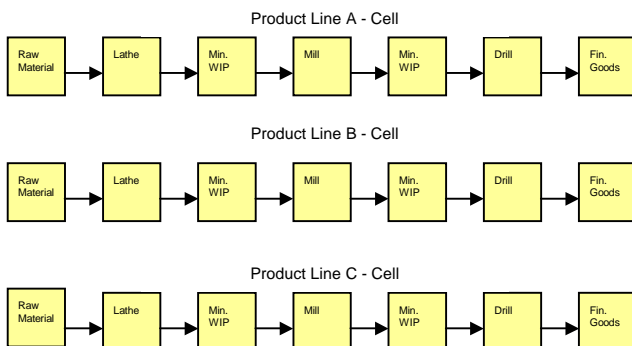 Product Line A - Cell
Raw
Material
Lathe
Min.
WIP
Mill
Min.
WIP
Drill
Fin.
Goods
Product Line B - Cell
Raw
Material
Lathe
Min.
WIP
Mill
Min.
WIP
Drill
Fin.
Goods
Product Line C - Cell
Raw
Material
Lathe
Min.
WIP
Mill
Min.
WIP
Drill
Fin.
Goods